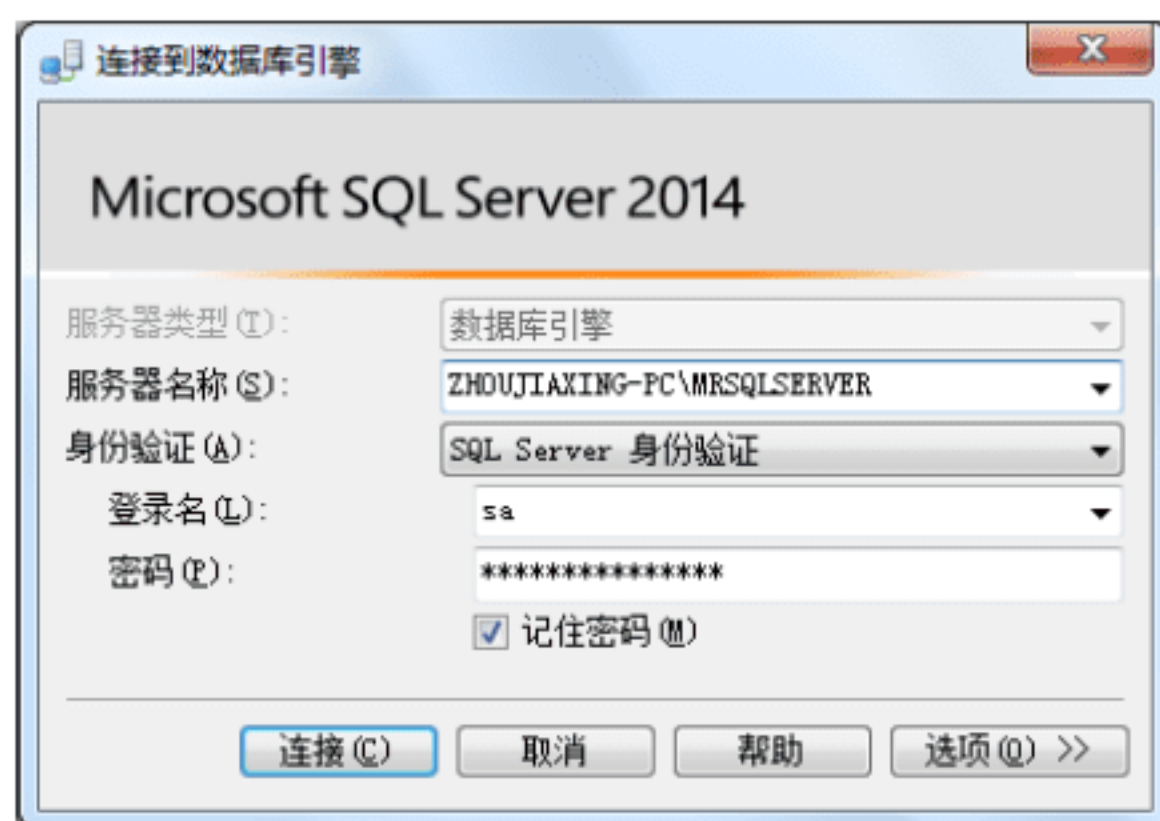 连接到数据库引擎
Microsoft SQL Server 2014
服务器类型(T): 数据库引擎
服务器名称(S): ZHOUJIAXING-PC\MRSQLSERVER
身份验证(A): SQL Server 身份验证
登录名(L): sa
密码(P): ***************
记住密码(M)
连接(C) 取消 帮助 选项(O) >>